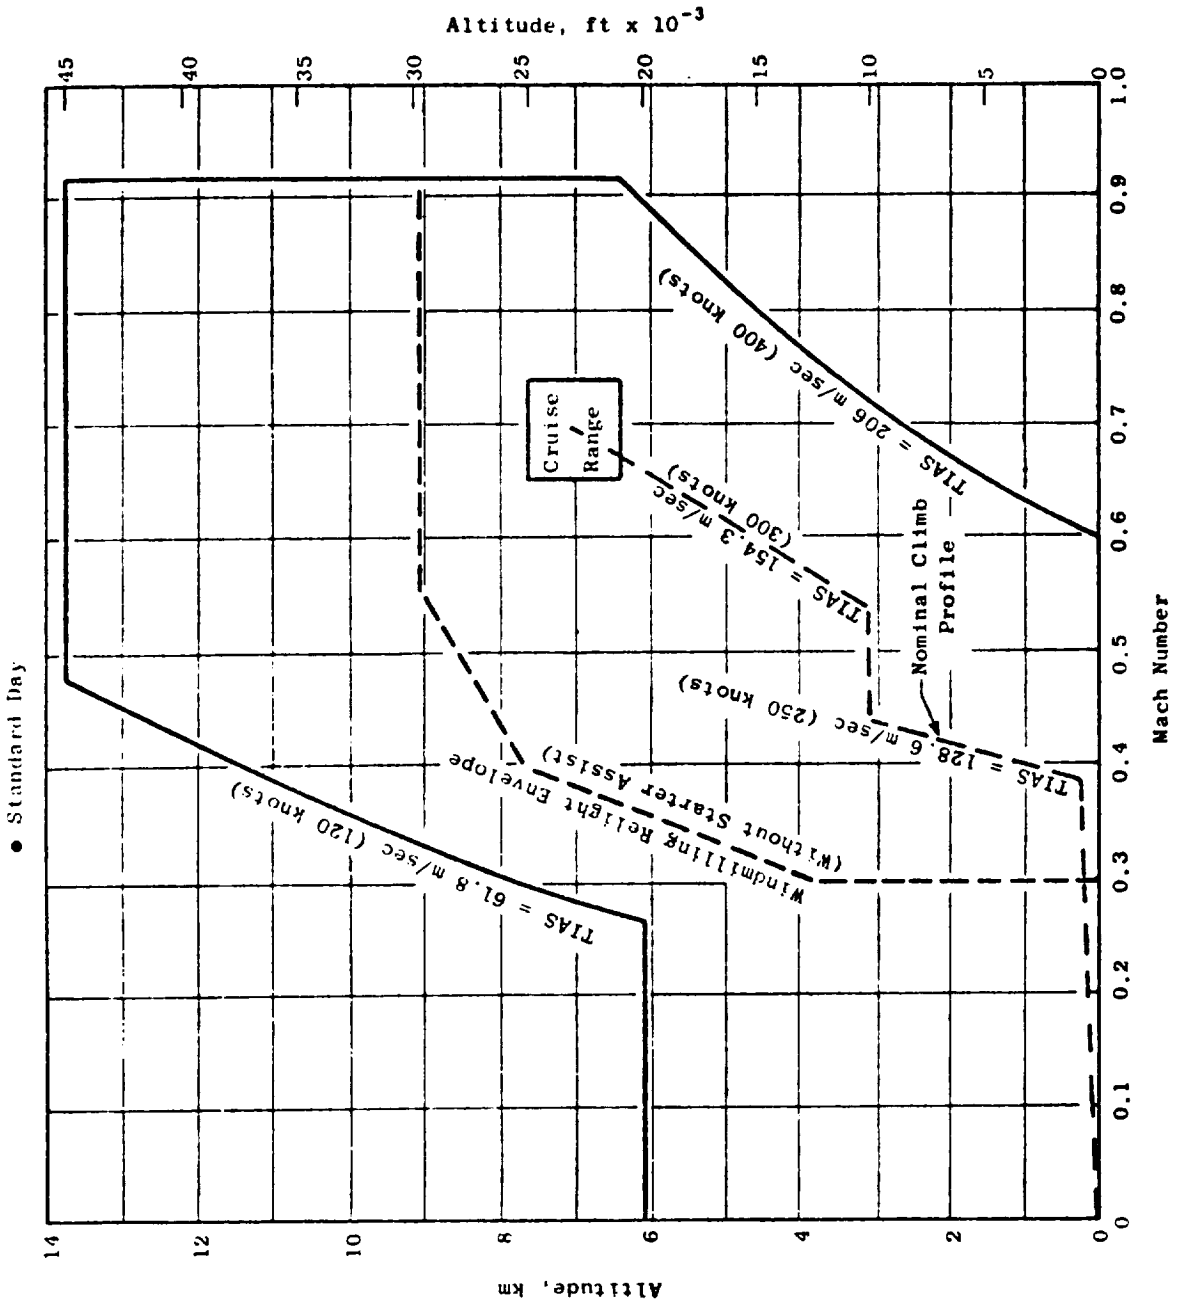 ● Standard Day
Altitude, km
14
12
10
8
6
4
2
0
Altitude, ft x 10⁻³
45
40
35
30
25
20
15
10
5
0
0
0.1
0.2
0.3
0.4
0.5
0.6
0.7
0.8
0.9
1.0
Mach Number
TIAS = 61.8 m/sec (120 knots)
Windmilling Relight Envelope
(Without Starter Assist)
Cruise
Range
TIAS = 154.3 m/sec
(300 knots)
TIAS = 128.6 m/sec (250 knots)
Nominal Climb
Profile
TIAS = 206 m/sec (400 knots)